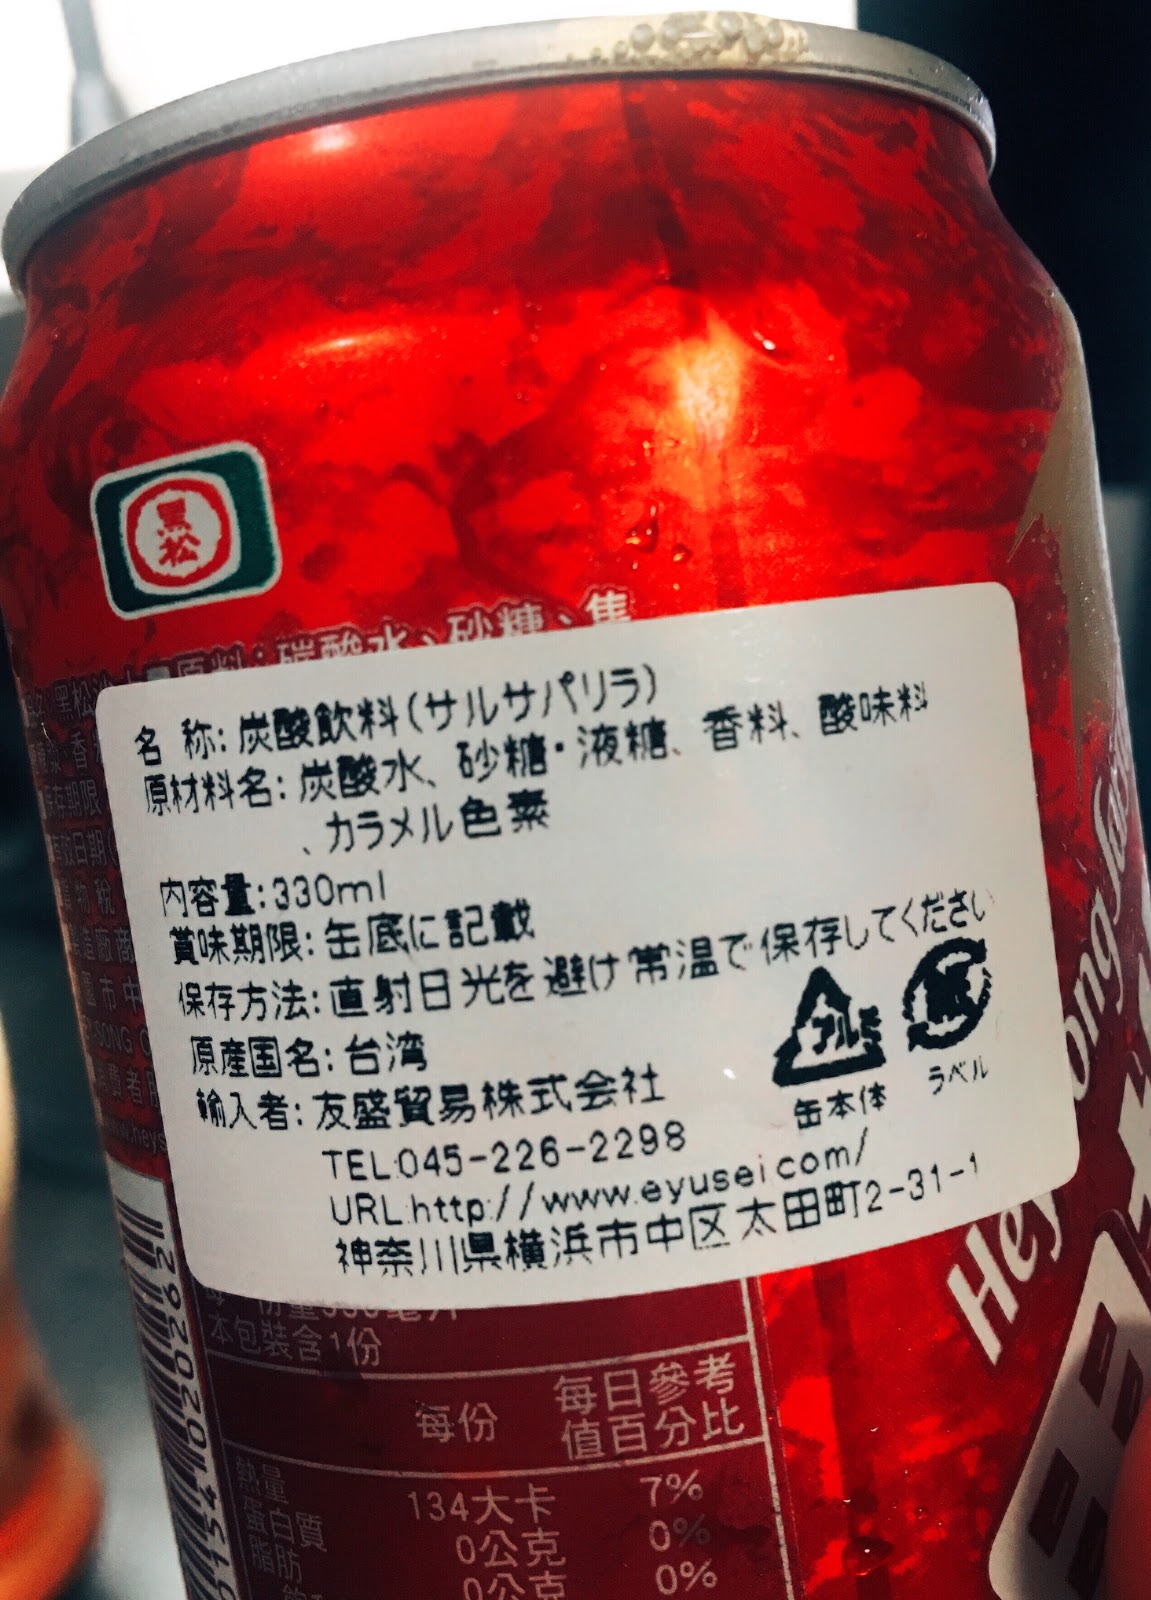 黑松
原料：碳酸水、砂糖、
名 称: 炭酸飲料(サルサパリラ)
原材料名: 炭酸水、砂糖・液糖、香料、酸味料
、カラメル色素
内容量:330ml
賞味期限: 缶底に記載
保存方法: 直射日光を避け常温で保存してください
原産国名: 台湾
輸入者: 友盛貿易株式会社
TEL:045-226-2298
URL:http://www.eyusei.com/
神奈川県横浜市中区太田町2-31-1
アルミ
缶本体
ラベル
本包裝含1份
每份 每日參考
值百分比
熱量 134大卡 7%
蛋白質 0公克 0%
脂肪 0公克 0%